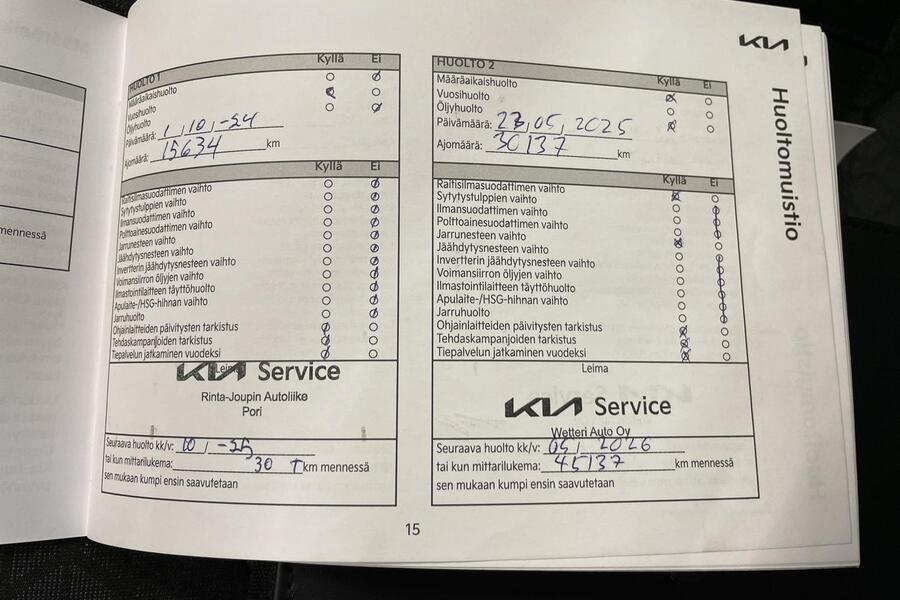 mennessä
KIA
Huoltomuistio
HUOLTO 1 Kyllä Ei
Määräaikaishuolto
Vuosihuolto
Öljyhuolto
Päivämäärä: 1, 10, -24
Ajomäärä: 15634 km
Kyllä Ei
Raitisilmasuodattimen vaihto
Sytytystulppien vaihto
Ilmansuodattimen vaihto
Polttoainesuodattimen vaihto
Jarrunesteen vaihto
Jäähdytysnesteen vaihto
Invertterin jäähdytysnesteen vaihto
Voimansiirron öljyjen vaihto
Ilmastointilaitteen täyttöhuolto
Apulaite-/HSG-hihnan vaihto
Jarruhuolto
Ohjainlaitteiden päivitysten tarkistus
Tehdaskampanjoiden tarkistus
Tiepalvelun jatkaminen vuodeksi
Leima
KIA Service
Rinta-Joupin Autoliike
Pori
Seuraava huolto kk/v: 10, -25
tai kun mittarilukema: 30 T km mennessä
sen mukaan kumpi ensin saavutetaan
HUOLTO 2 Kyllä Ei
Määräaikaishuolto
Vuosihuolto
Öljyhuolto
Päivämäärä: 23, 05, 2025
Ajomäärä: 30137 km
Kyllä Ei
Raitisilmasuodattimen vaihto
Sytytystulppien vaihto
Ilmansuodattimen vaihto
Polttoainesuodattimen vaihto
Jarrunesteen vaihto
Jäähdytysnesteen vaihto
Invertterin jäähdytysnesteen vaihto
Voimansiirron öljyjen vaihto
Ilmastointilaitteen täyttöhuolto
Apulaite-/HSG-hihnan vaihto
Jarruhuolto
Ohjainlaitteiden päivitysten tarkistus
Tehdaskampanjoiden tarkistus
Tiepalvelun jatkaminen vuodeksi
Leima
KIA Service
Wetteri Auto Oy
Seuraava huolto kk/v: 05, 2026
tai kun mittarilukema: 45137 km mennessä
sen mukaan kumpi ensin saavutetaan
15